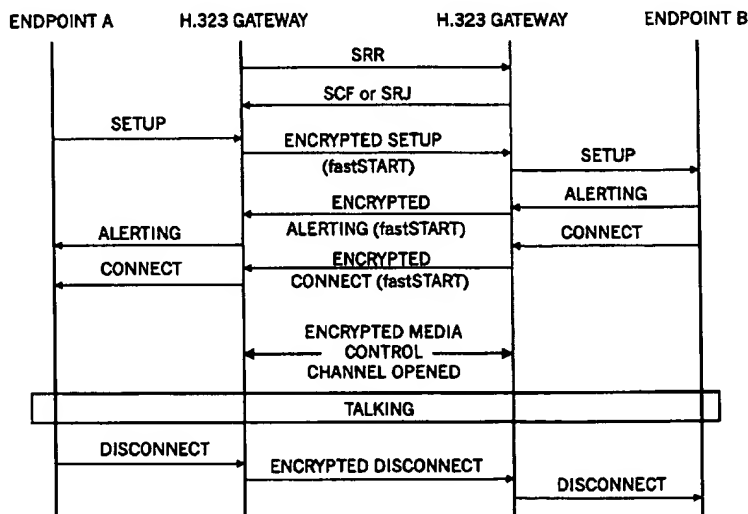 ENDPOINT A
H.323 GATEWAY
H.323 GATEWAY
ENDPOINT B
SRR
SCF or SRJ
SETUP
ENCRYPTED SETUP
(fastSTART)
SETUP
ALERTING
ENCRYPTED
ALERTING (fastSTART)
ALERTING
CONNECT
ENCRYPTED
CONNECT (fastSTART)
CONNECT
ENCRYPTED MEDIA
CONTROL
CHANNEL OPENED
TALKING
DISCONNECT
ENCRYPTED DISCONNECT
DISCONNECT